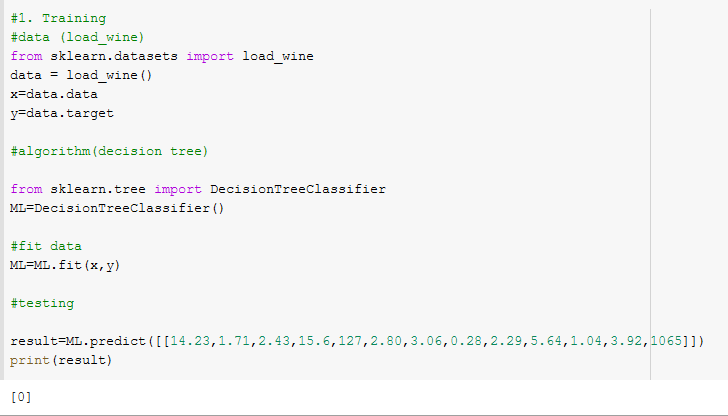 #1. Training
#data (load_wine)
from sklearn.datasets import load_wine
data = load_wine()
x=data.data
y=data.target
#algorithm(decision tree)
from sklearn.tree import DecisionTreeClassifier
ML=DecisionTreeClassifier()
#fit data
ML=ML.fit(x,y)
#testing
result=ML.predict([[14.23,1.71,2.43,15.6,127,2.80,3.06,0.28,2.29,5.64,1.04,3.92,1065]])
print(result)
[0]